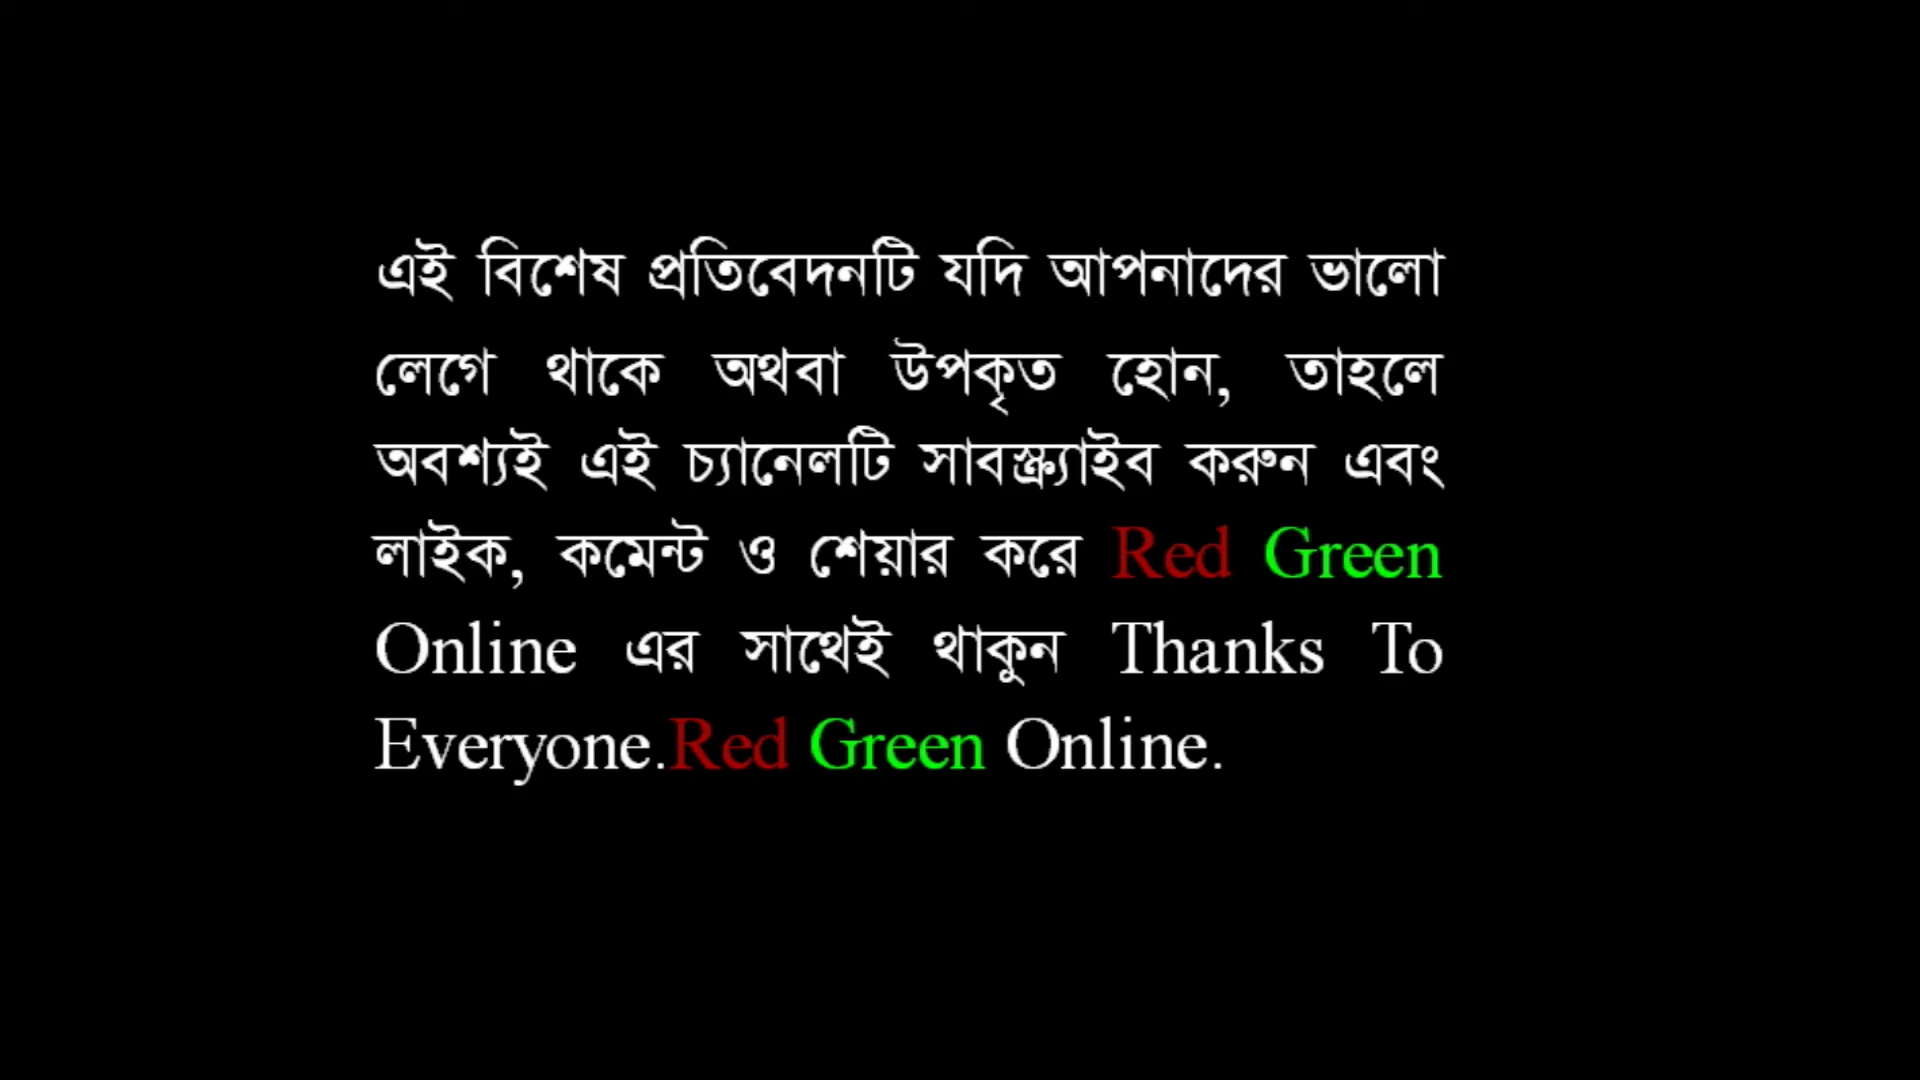 এই বিশেষ প্রতিবেদনটি যদি আপনাদের ভালো
লেগে থাকে অথবা উপকৃত হোন, তাহলে
অবশ্যই এই চ্যানেলটি সাবস্ক্র্যাইব করুন এবং
লাইক, কমেন্ট ও শেয়ার করে Red Green
Online এর সাথেই থাকুন Thanks To
Everyone.Red Green Online.